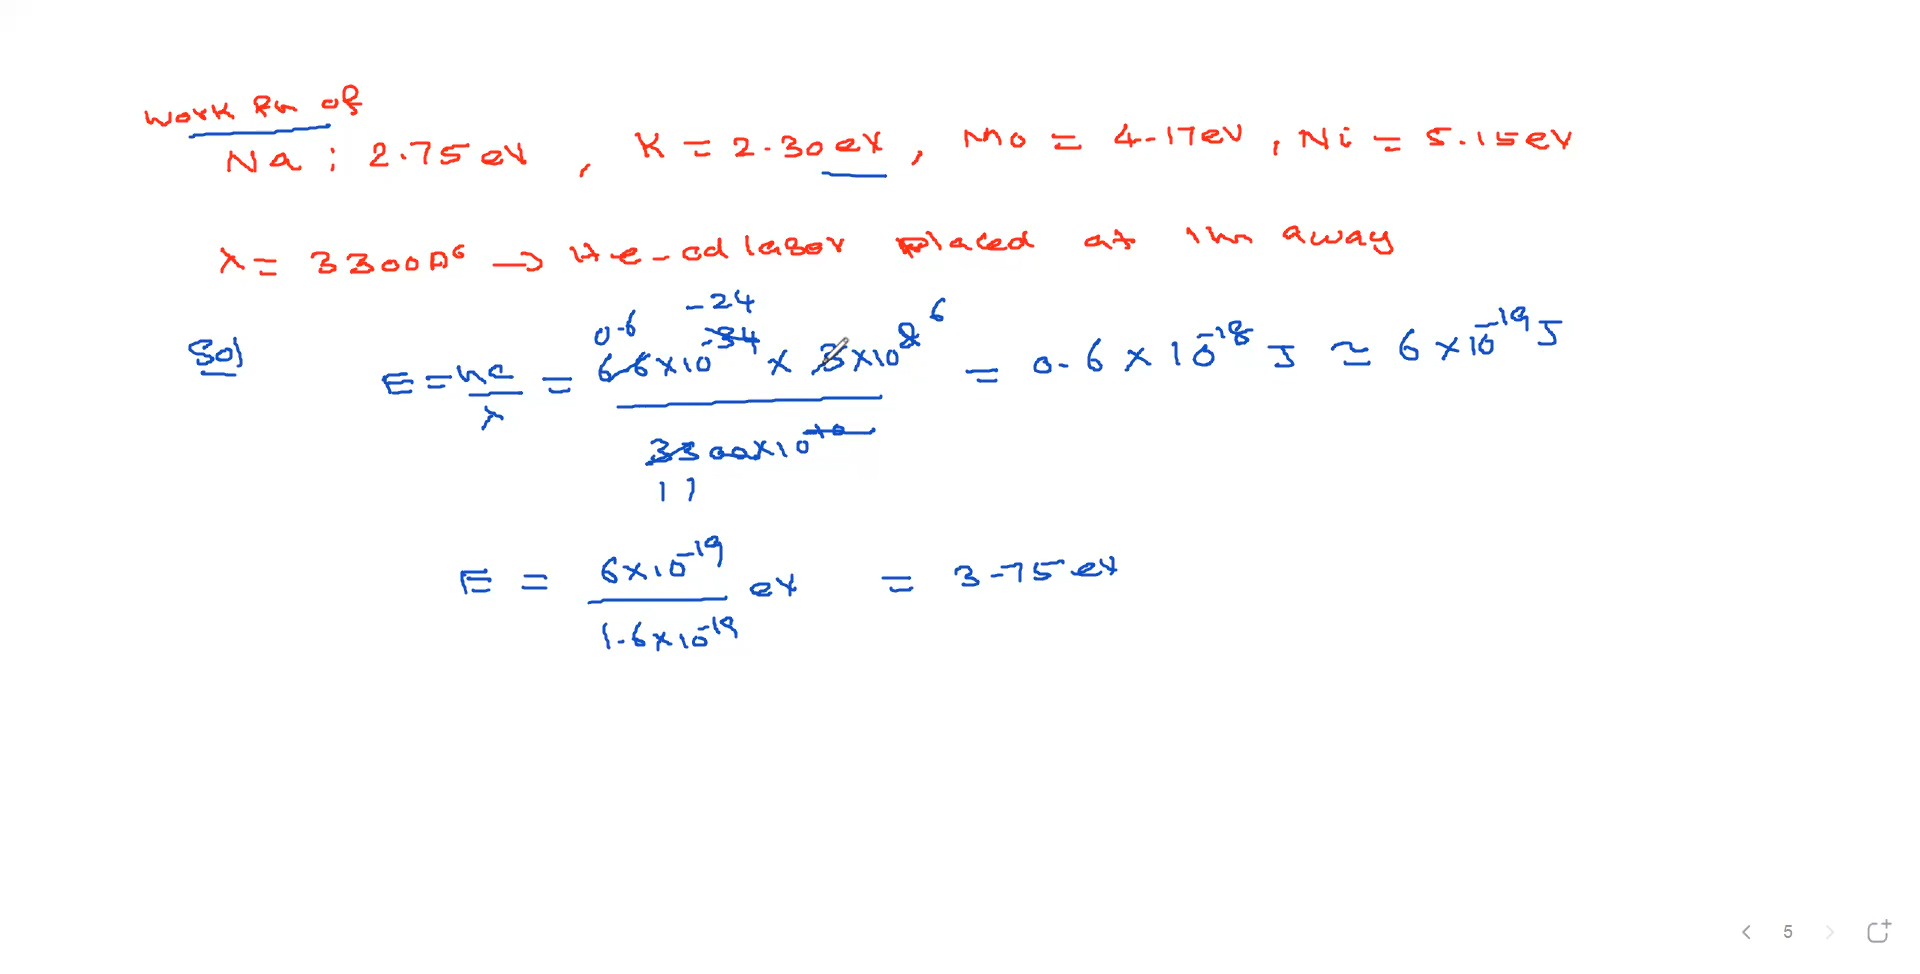 Work fn of
Na : 2.75 eV , K = 2.30 eV , Mo = 4.17 eV , Ni = 5.15 eV
λ = 3300 A° → He-cd laser placed at 1m away
Sol E = hc/λ = 6.6 × 10^-34 × 3 × 10^8 / 3300 × 10^-10 = 0.6 × 10^-18 J ≃ 6 × 10^-19 J
0.6 -24 6
11
E = 6 × 10^-19 / 1.6 × 10^-19 eV = 3.75 eV
5